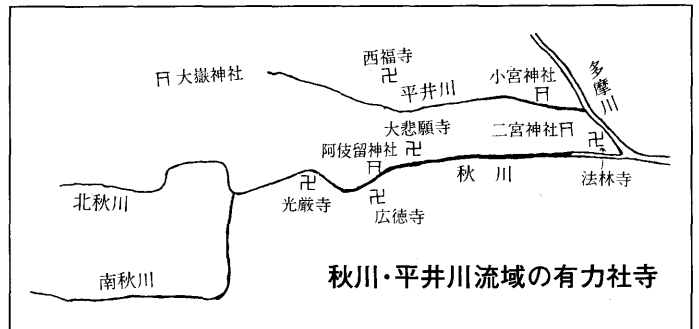 西福寺
大嶽神社
小宮神社
多摩川
平井川
大悲願寺
二宮神社
阿伎留神社
秋川
法林寺
北秋川
光厳寺
広徳寺
南秋川
秋川・平井川流域の有力社寺